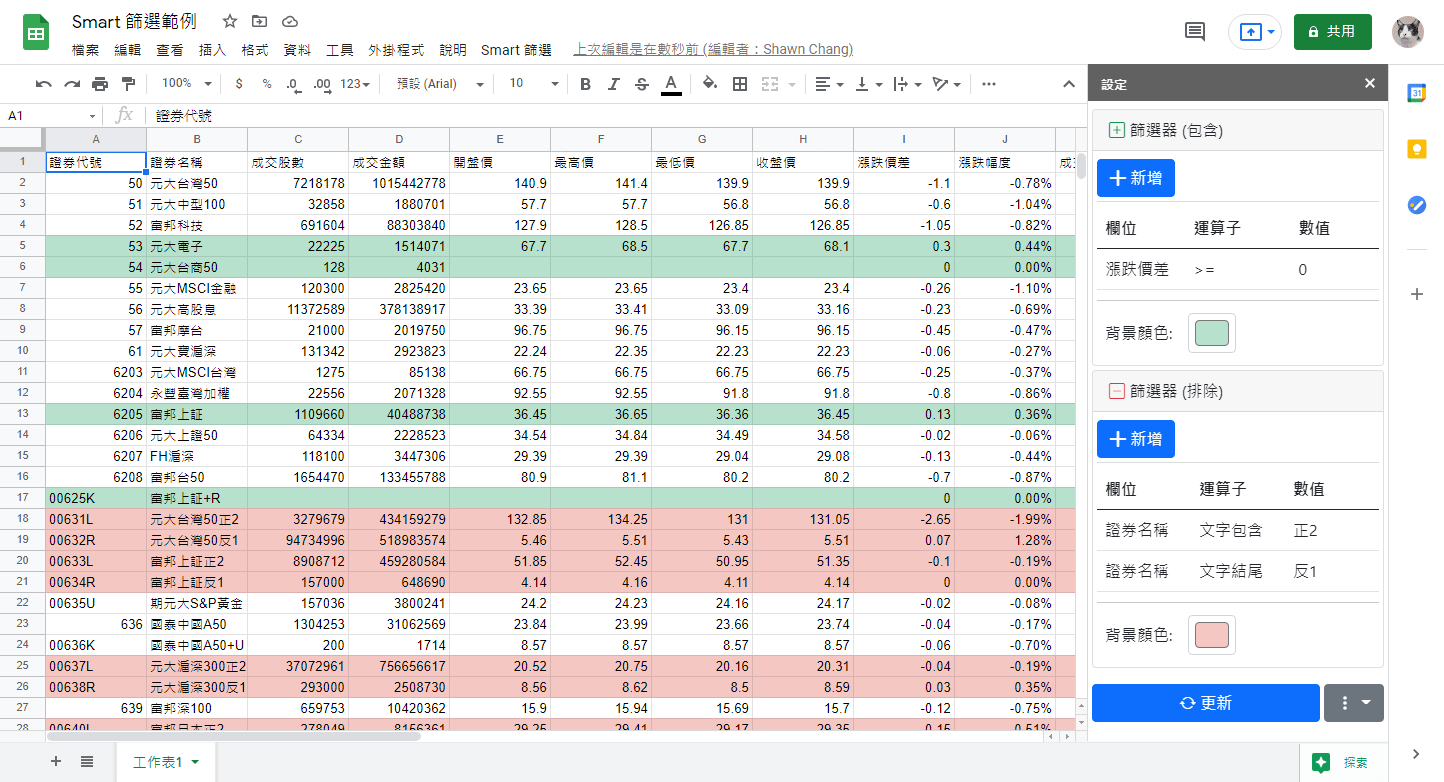 Smart 篩選範例
檔案 編輯 查看 插入 格式 資料 工具 外掛程式 說明 Smart 篩選 上次編輯是在數秒前 (編輯者：Shawn Chang)
共用
100% $ % .0 .00 123 預設 (Arial) 10 B I S A
A1 fx 證券代號
A B C D E F G H I J
1 證券代號 證券名稱 成交股數 成交金額 開盤價 最高價 最低價 收盤價 漲跌價差 漲跌幅度
2 50 元大台灣50 7218178 1015442778 140.9 141.4 139.9 139.9 -1.1 -0.78%
3 51 元大中型100 32858 1880701 57.7 57.7 56.8 56.8 -0.6 -1.04%
4 52 富邦科技 691604 88303840 127.9 128.5 126.85 126.85 -1.05 -0.82%
5 53 元大電子 22225 1514071 67.7 68.5 67.7 68.1 0.3 0.44%
6 54 元大台商50 128 4031 0 0.00%
7 55 元大MSCI金融 120300 2825420 23.65 23.65 23.4 23.4 -0.26 -1.10%
8 56 元大高股息 11372589 378138917 33.39 33.41 33.09 33.16 -0.23 -0.69%
9 57 富邦摩台 21000 2019750 96.75 96.75 96.15 96.15 -0.45 -0.47%
10 61 元大寶滬深 131342 2923823 22.24 22.35 22.23 22.23 -0.06 -0.27%
11 6203 元大MSCI台灣 1275 85138 66.75 66.75 66.75 66.75 -0.25 -0.37%
12 6204 永豐臺灣加權 22556 2071328 92.55 92.55 91.8 91.8 -0.8 -0.86%
13 6205 富邦上証 1109660 40488738 36.45 36.65 36.36 36.45 0.13 0.36%
14 6206 元大上證50 64334 2228523 34.54 34.84 34.49 34.58 -0.02 -0.06%
15 6207 FH滬深 118100 3447306 29.39 29.39 29.04 29.08 -0.13 -0.44%
16 6208 富邦台50 1654470 133455788 80.9 81.1 80.2 80.2 -0.7 -0.87%
17 00625K 富邦上証+R 0 0.00%
18 00631L 元大台灣50正2 3279679 434159279 132.85 134.25 131 131.05 -2.65 -1.99%
19 00632R 元大台灣50反1 94734996 518983574 5.46 5.51 5.43 5.51 0.07 1.28%
20 00633L 富邦上証正2 8908712 459280584 51.85 52.45 50.95 51.35 -0.1 -0.19%
21 00634R 富邦上証反1 157000 648690 4.14 4.16 4.11 4.14 0 0.00%
22 00635U 期元大S&P黃金 157036 3800241 24.2 24.23 24.16 24.17 -0.02 -0.08%
23 636 國泰中國A50 1304253 31062569 23.84 23.99 23.66 23.74 -0.04 -0.17%
24 00636K 國泰中國A50+U 200 1714 8.57 8.57 8.57 8.57 -0.06 -0.70%
25 00637L 元大滬深300正2 37072961 756656617 20.52 20.75 20.16 20.31 -0.04 -0.19%
26 00638R 元大滬深300反1 293000 2508730 8.56 8.62 8.5 8.59 0.03 0.35%
27 639 富邦深100 659753 10420362 15.9 15.94 15.69 15.7 -0.12 -0.75%
28 00640L 富邦日本正2 278049 8156361 29.25 29.41 29.17 29.35
工作表1
設定
篩選器 (包含)
新增
欄位 運算子 數值
漲跌價差 >= 0
背景顏色:
篩選器 (排除)
新增
欄位 運算子 數值
證券名稱 文字包含 正2
證券名稱 文字結尾 反1
背景顏色:
更新
31
探索